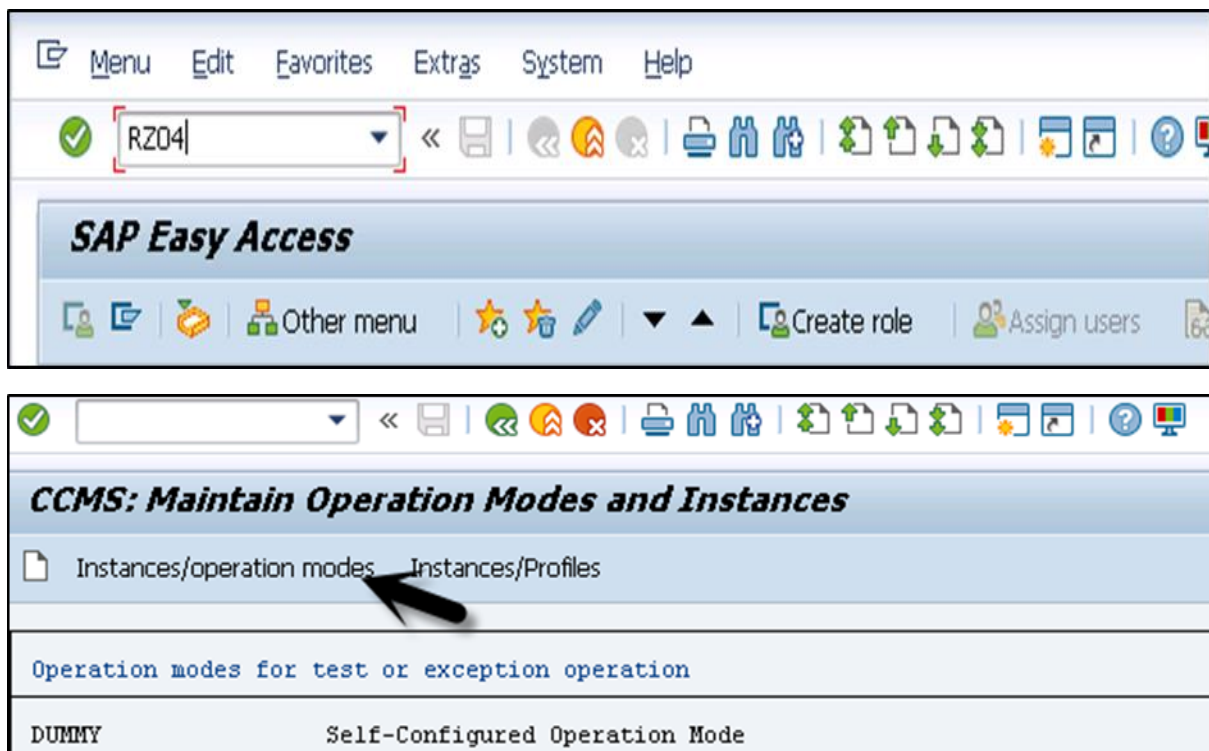 Menu Edit Favorites Extras System Help
RZ04
SAP Easy Access
Other menu Create role Assign users
CCMS: Maintain Operation Modes and Instances
Instances/operation modes Instances/Profiles
Operation modes for test or exception operation
DUMMY Self-Configured Operation Mode